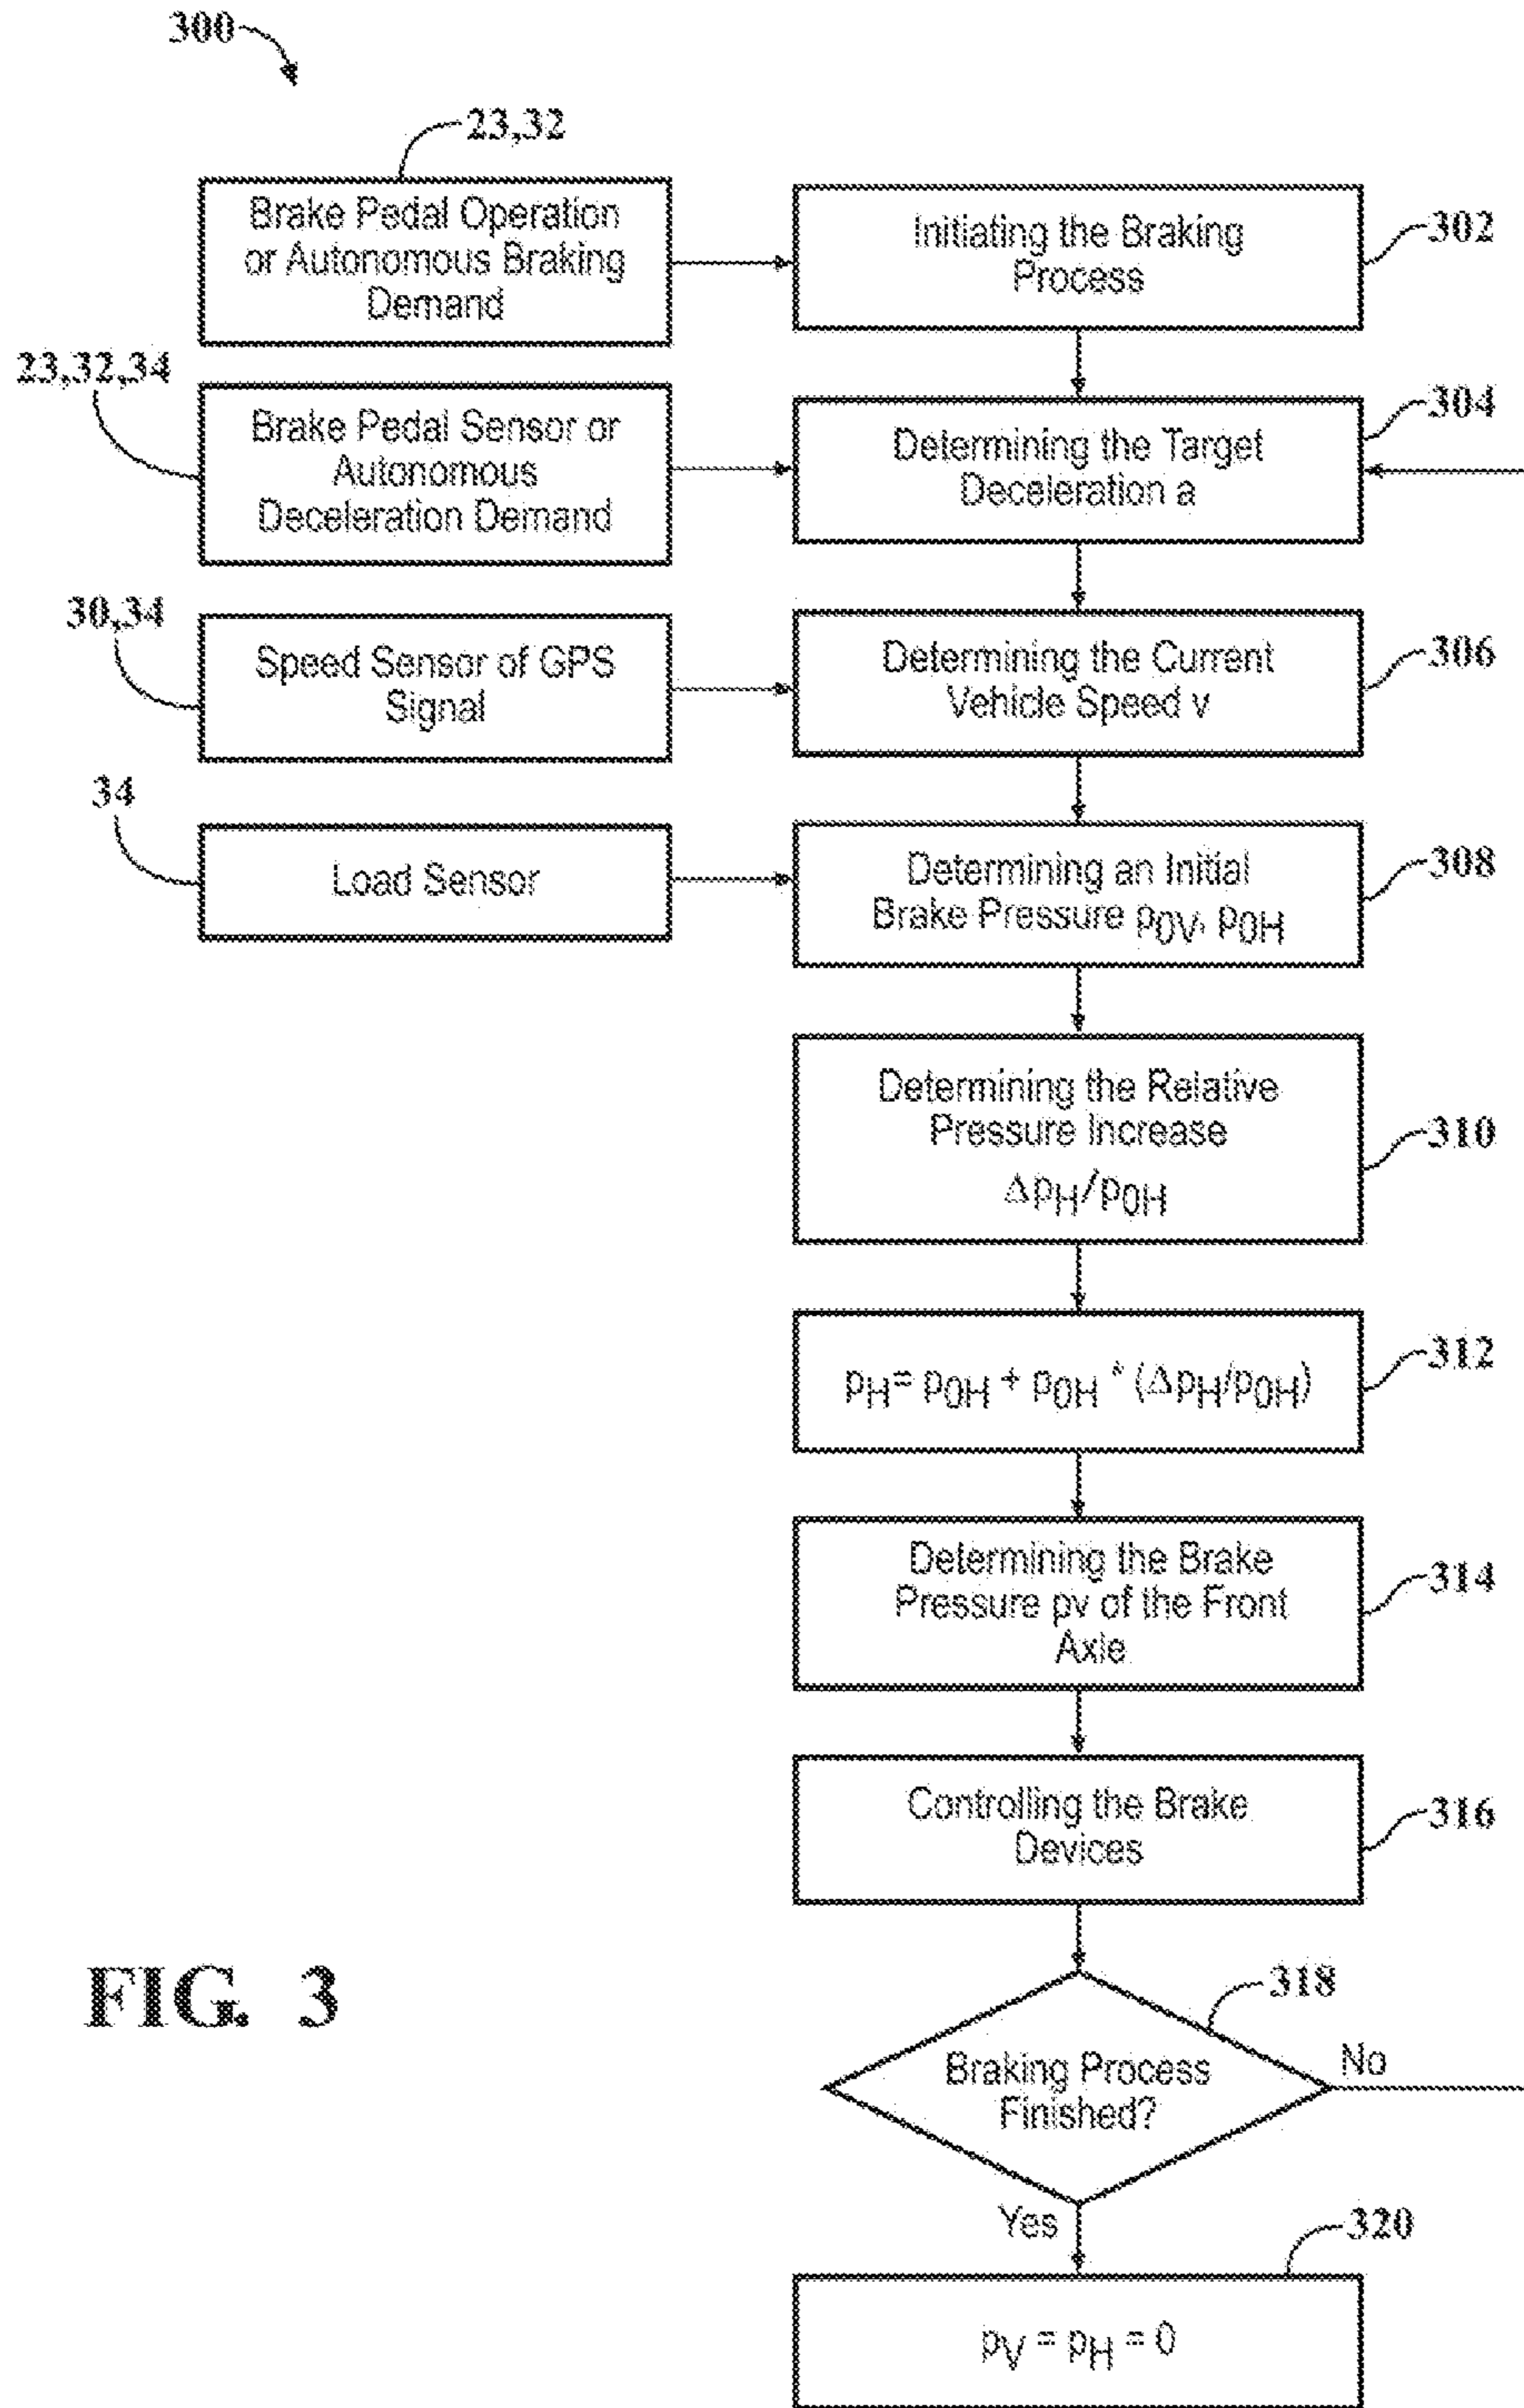 300
23,32
Brake Pedal Operation
or Autonomous Braking
Demand
Initiating the Braking
Process
302
23,32,34
Brake Pedal Sensor or
Autonomous
Deceleration Demand
Determining the Target
Deceleration a
304
30,34
Speed Sensor of GPS
Signal
Determining the Current
Vehicle Speed v
306
34
Load Sensor
Determining an Initial
Brake Pressure p0V, p0H
308
Determining the Relative
Pressure Increase
ΔpH/p0H
310
pH= p0H + p0H * (ΔpH/p0H)
312
Determining the Brake
Pressure pv of the Front
Axle
314
Controlling the Brake
Devices
316
318
Braking Process
Finished?
No
Yes
320
pV = pH = 0
FIG. 3